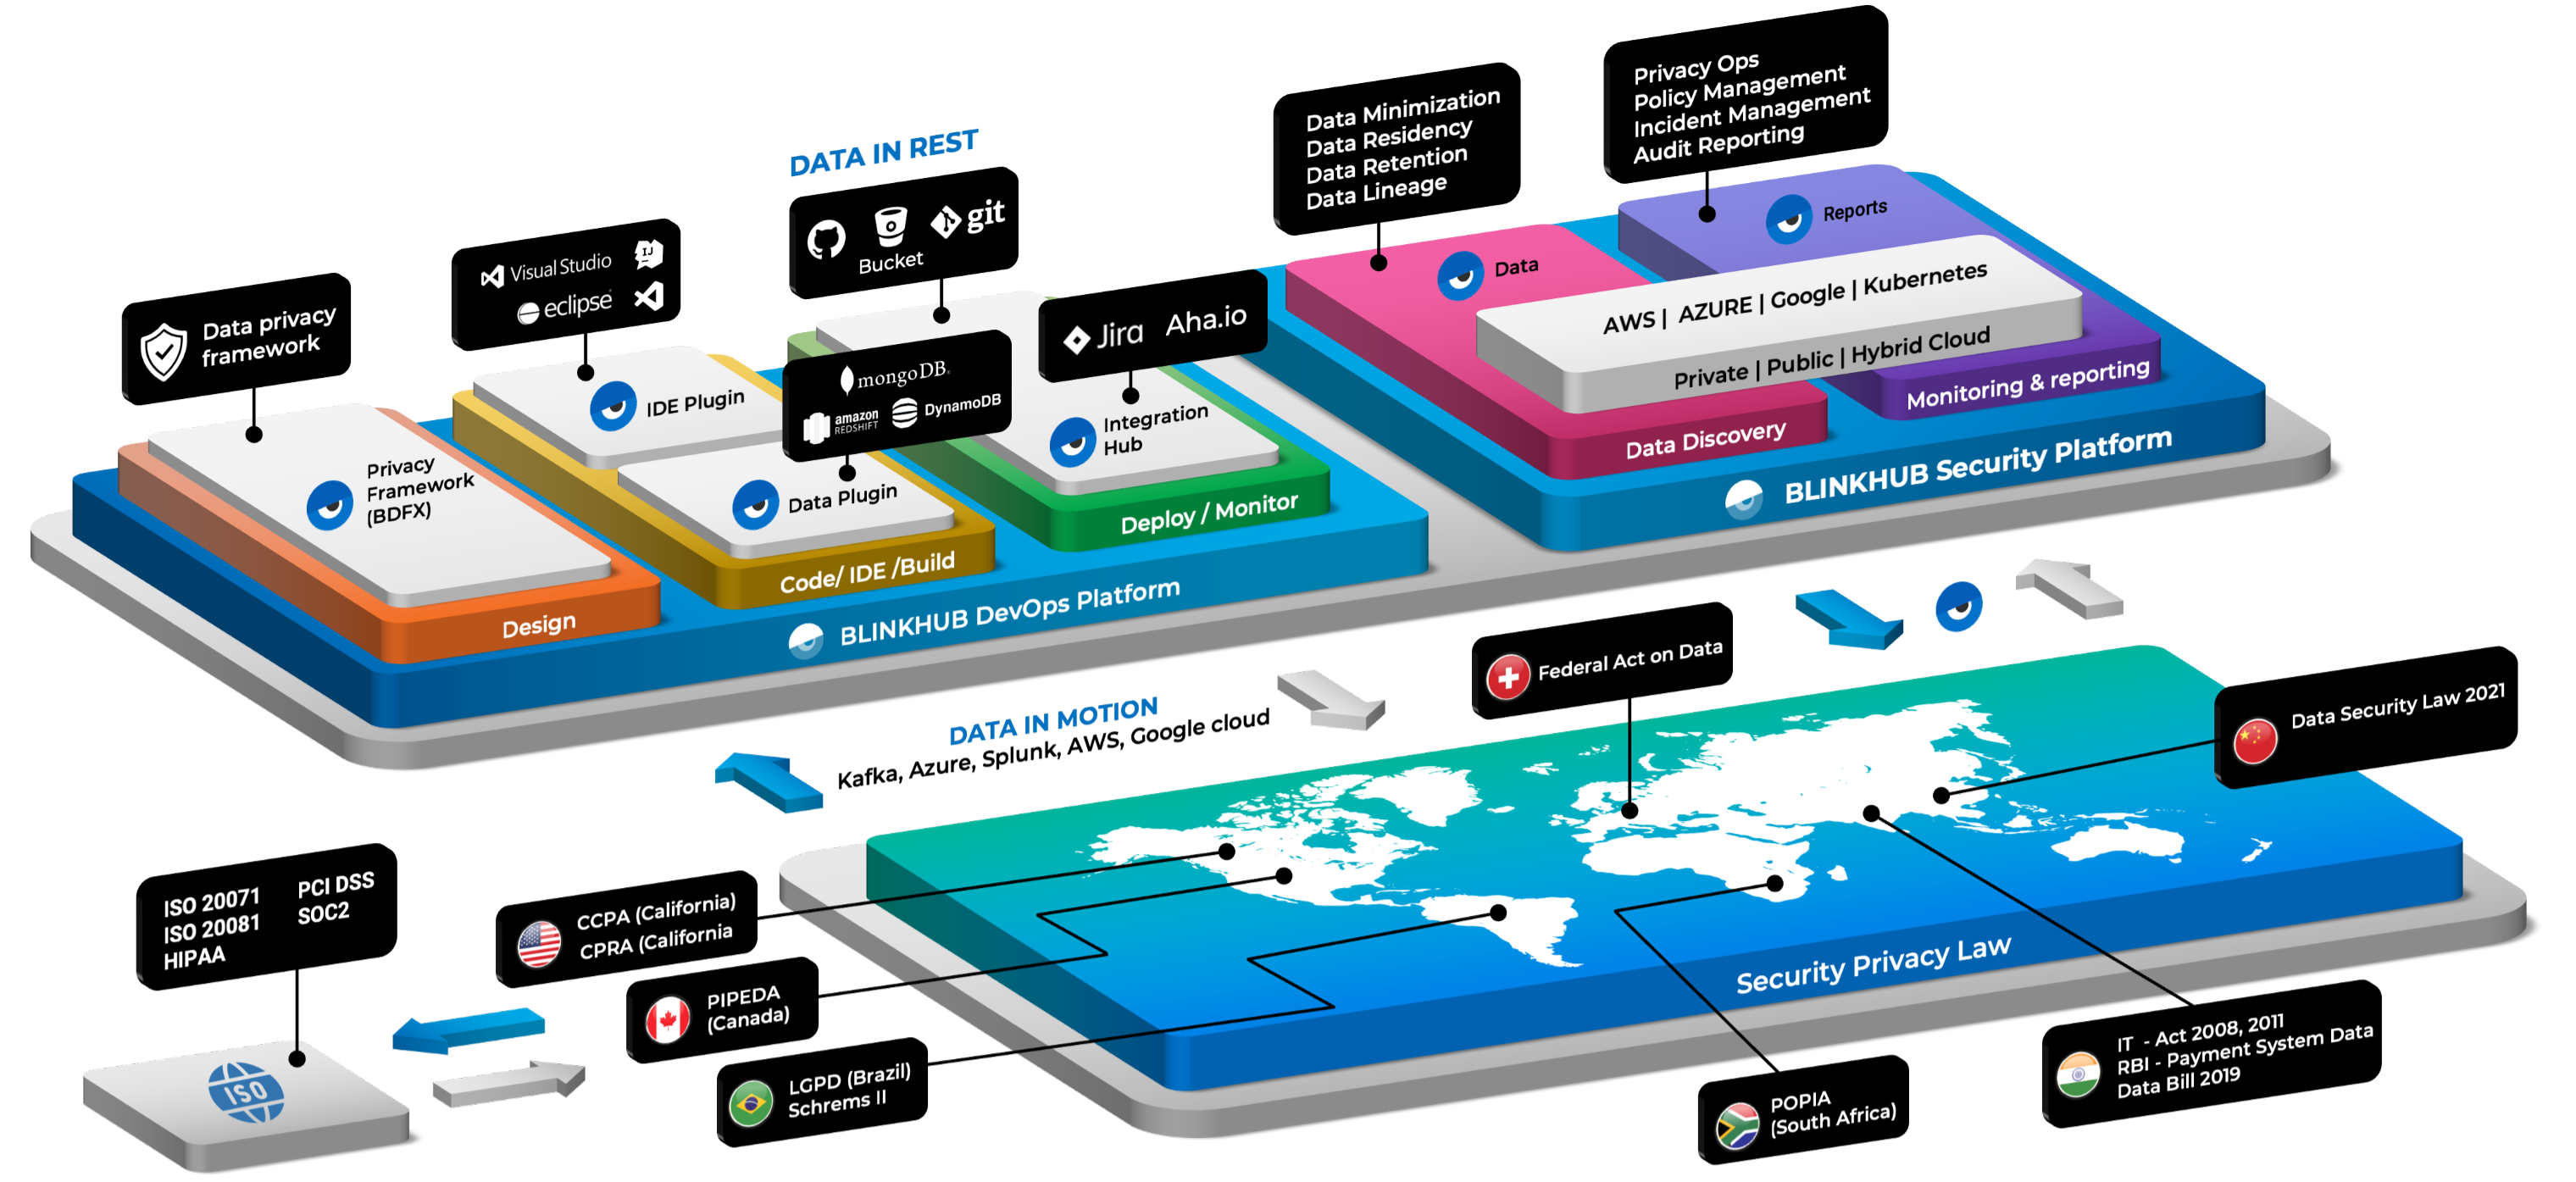 Privacy Ops
Policy Management
Incident Management
Audit Reporting
Data Minimization
Data Residency
Data Retention
Data Lineage
DATA IN REST
Bucket
git
Visual Studio
IJ
eclipse
Data privacy
framework
Jira Aha.io
mongoDB.
amazon
REDSHIFT
DynamoDB
Reports
Data
AWS | AZURE | Google | Kubernetes
Private | Public | Hybrid Cloud
Monitoring & reporting
Data Discovery
BLINKHUB Security Platform
IDE Plugin
Integration
Hub
Privacy
Framework
(BDFX)
Data Plugin
Deploy / Monitor
Code/ IDE /Build
Design
BLINKHUB DevOps Platform
DATA IN MOTION
Kafka, Azure, Splunk, AWS, Google cloud
Federal Act on Data
Data Security Law 2021
ISO 20071
ISO 20081
HIPAA
PCI DSS
SOC2
CCPA (California)
CPRA (California
PIPEDA
(Canada)
LGPD (Brazil)
Schrems II
Security Privacy Law
POPIA
(South Africa)
IT - Act 2008, 2011
RBI - Payment System Data
Data Bill 2019
ISO